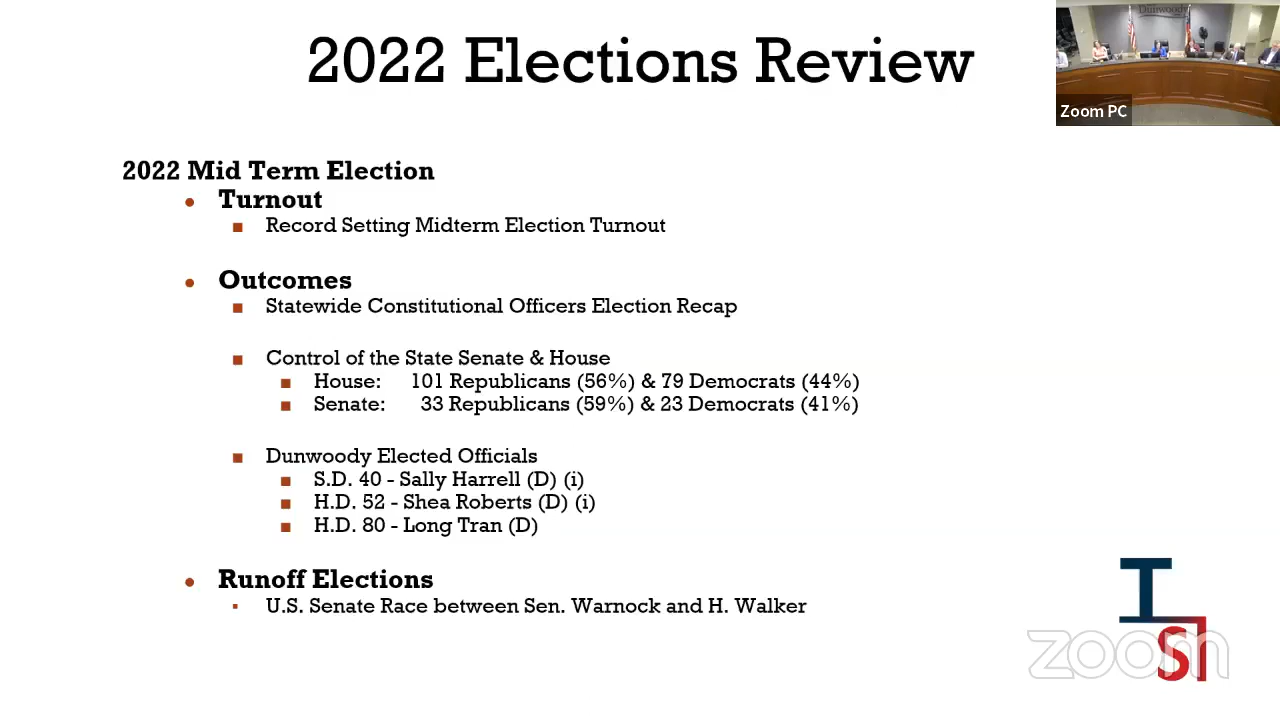 2022 Elections Review
Dunwoody
Zoom PC
2022 Mid Term Election
Turnout
Record Setting Midterm Election Turnout
Outcomes
Statewide Constitutional Officers Election Recap
Control of the State Senate & House
House: 101 Republicans (56%) & 79 Democrats (44%)
Senate: 33 Republicans (59%) & 23 Democrats (41%)
Dunwoody Elected Officials
S.D. 40 - Sally Harrell (D) (i)
H.D. 52 - Shea Roberts (D) (i)
H.D. 80 - Long Tran (D)
Runoff Elections
U.S. Senate Race between Sen. Warnock and H. Walker
zoom